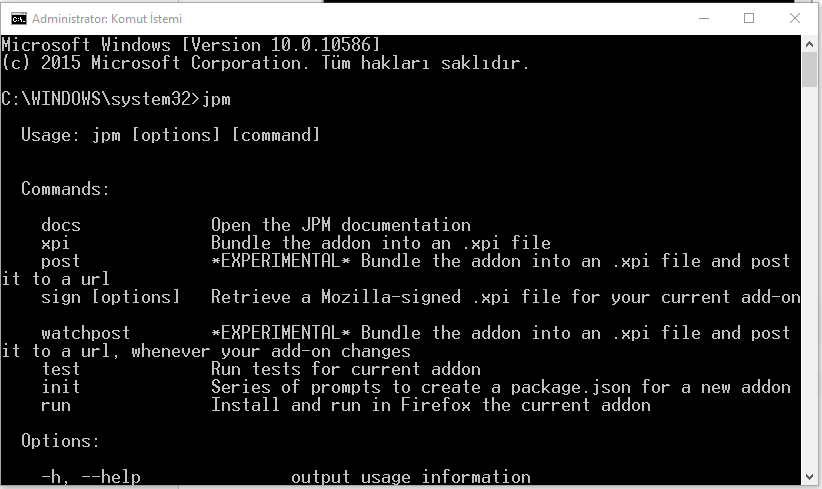 Administrator: Komut İstemi
Microsoft Windows [Version 10.0.10586]
(c) 2015 Microsoft Corporation. Tüm hakları saklıdır.
C:\WINDOWS\system32>jpm
Usage: jpm [options] [command]
Commands:
docs Open the JPM documentation
xpi Bundle the addon into an .xpi file
post *EXPERIMENTAL* Bundle the addon into an .xpi file and post
it to a url
sign [options] Retrieve a Mozilla-signed .xpi file for your current add-on
watchpost *EXPERIMENTAL* Bundle the addon into an .xpi file and post
it to a url, whenever your add-on changes
test Run tests for current addon
init Series of prompts to create a package.json for a new addon
run Install and run in Firefox the current addon
Options:
-h, --help output usage information